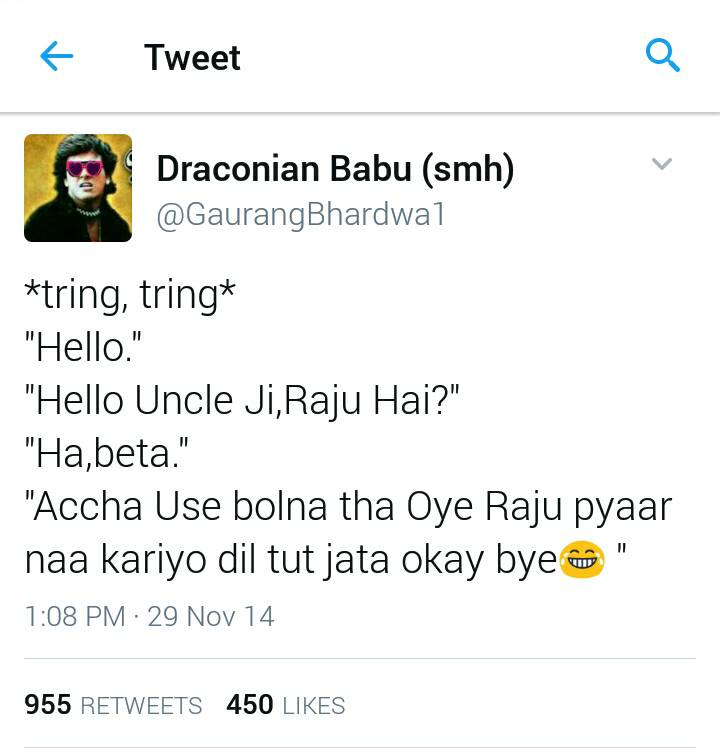 Tweet
Draconian Babu (smh)
@GaurangBhardwa1
*tring, tring*
"Hello."
"Hello Uncle Ji,Raju Hai?"
"Ha,beta."
"Accha Use bolna tha Oye Raju pyaar
naa kariyo dil tut jata okay bye😂 "
1:08 PM · 29 Nov 14
955 RETWEETS 450 LIKES